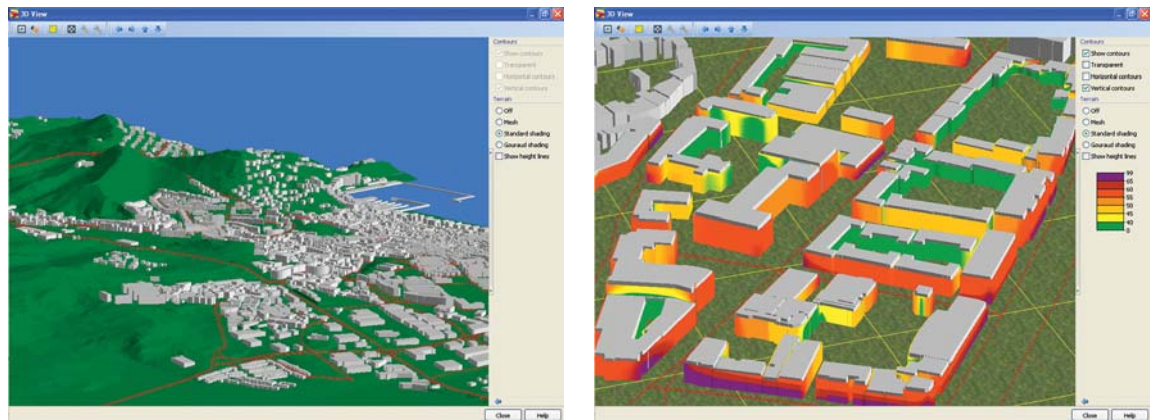 3D View
Contours
Show contours
Transparent
Horizontal contours
Vertical contours
Terrain
Off
Mesh
Standard shading
Gouraud shading
Show height lines
Close
Help
3D View
Contours
Show contours
Transparent
Horizontal contours
Vertical contours
Terrain
Off
Mesh
Standard shading
Gouraud shading
Show height lines
99
65
60
55
50
45
40
0
Close
Help